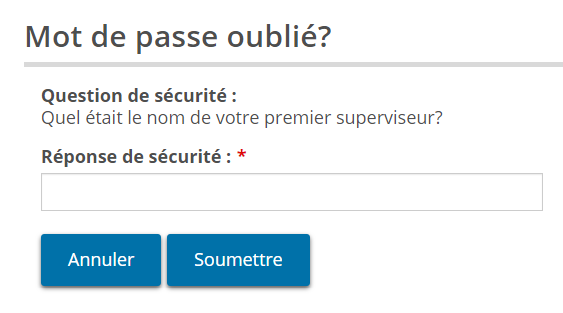 Mot de passe oublié?
Question de sécurité :
Quel était le nom de votre premier superviseur?
Réponse de sécurité : *
Annuler
Soumettre